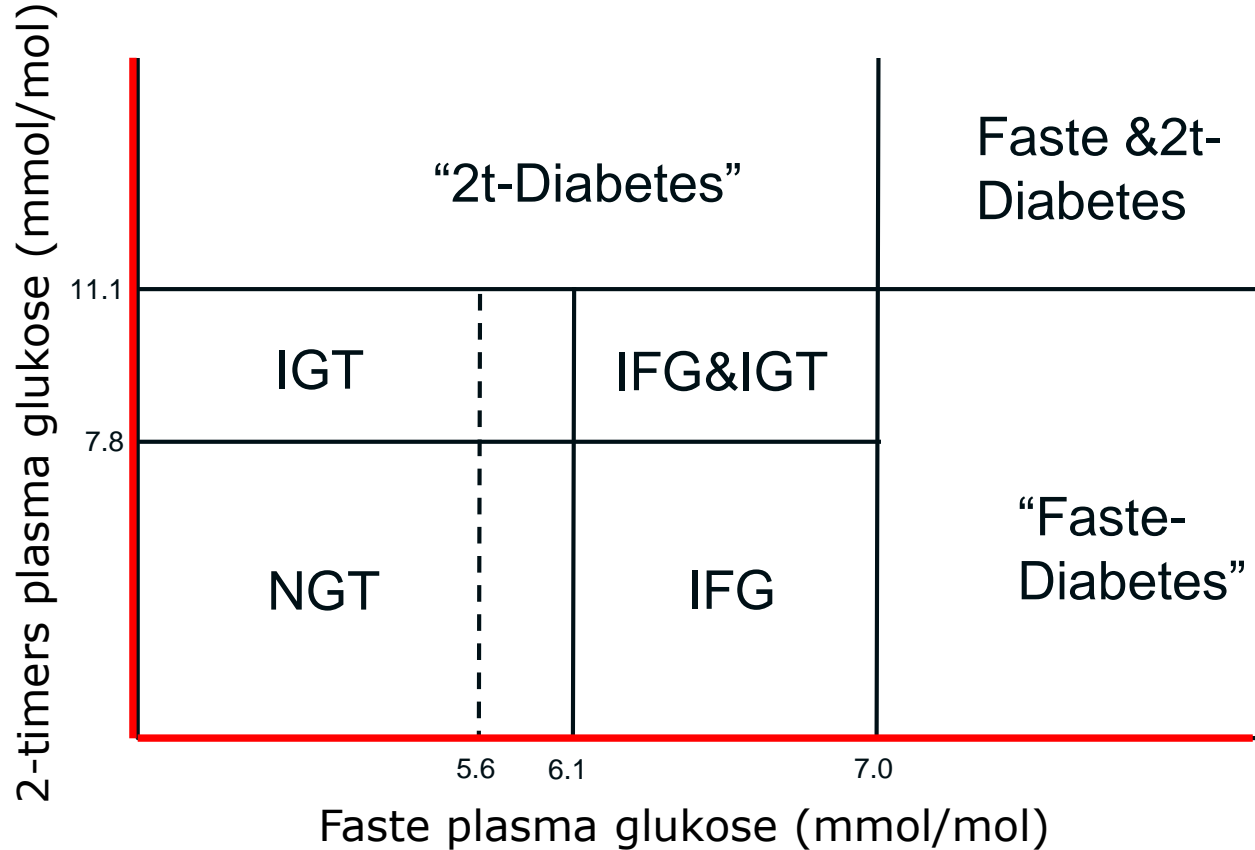 2-timers plasma glukose (mmol/mol)
“2t-Diabetes”
Faste &2t-
Diabetes
11.1
IGT
IFG&IGT
7.8
NGT
IFG
“Faste-
Diabetes”
5.6
6.1
7.0
Faste plasma glukose (mmol/mol)